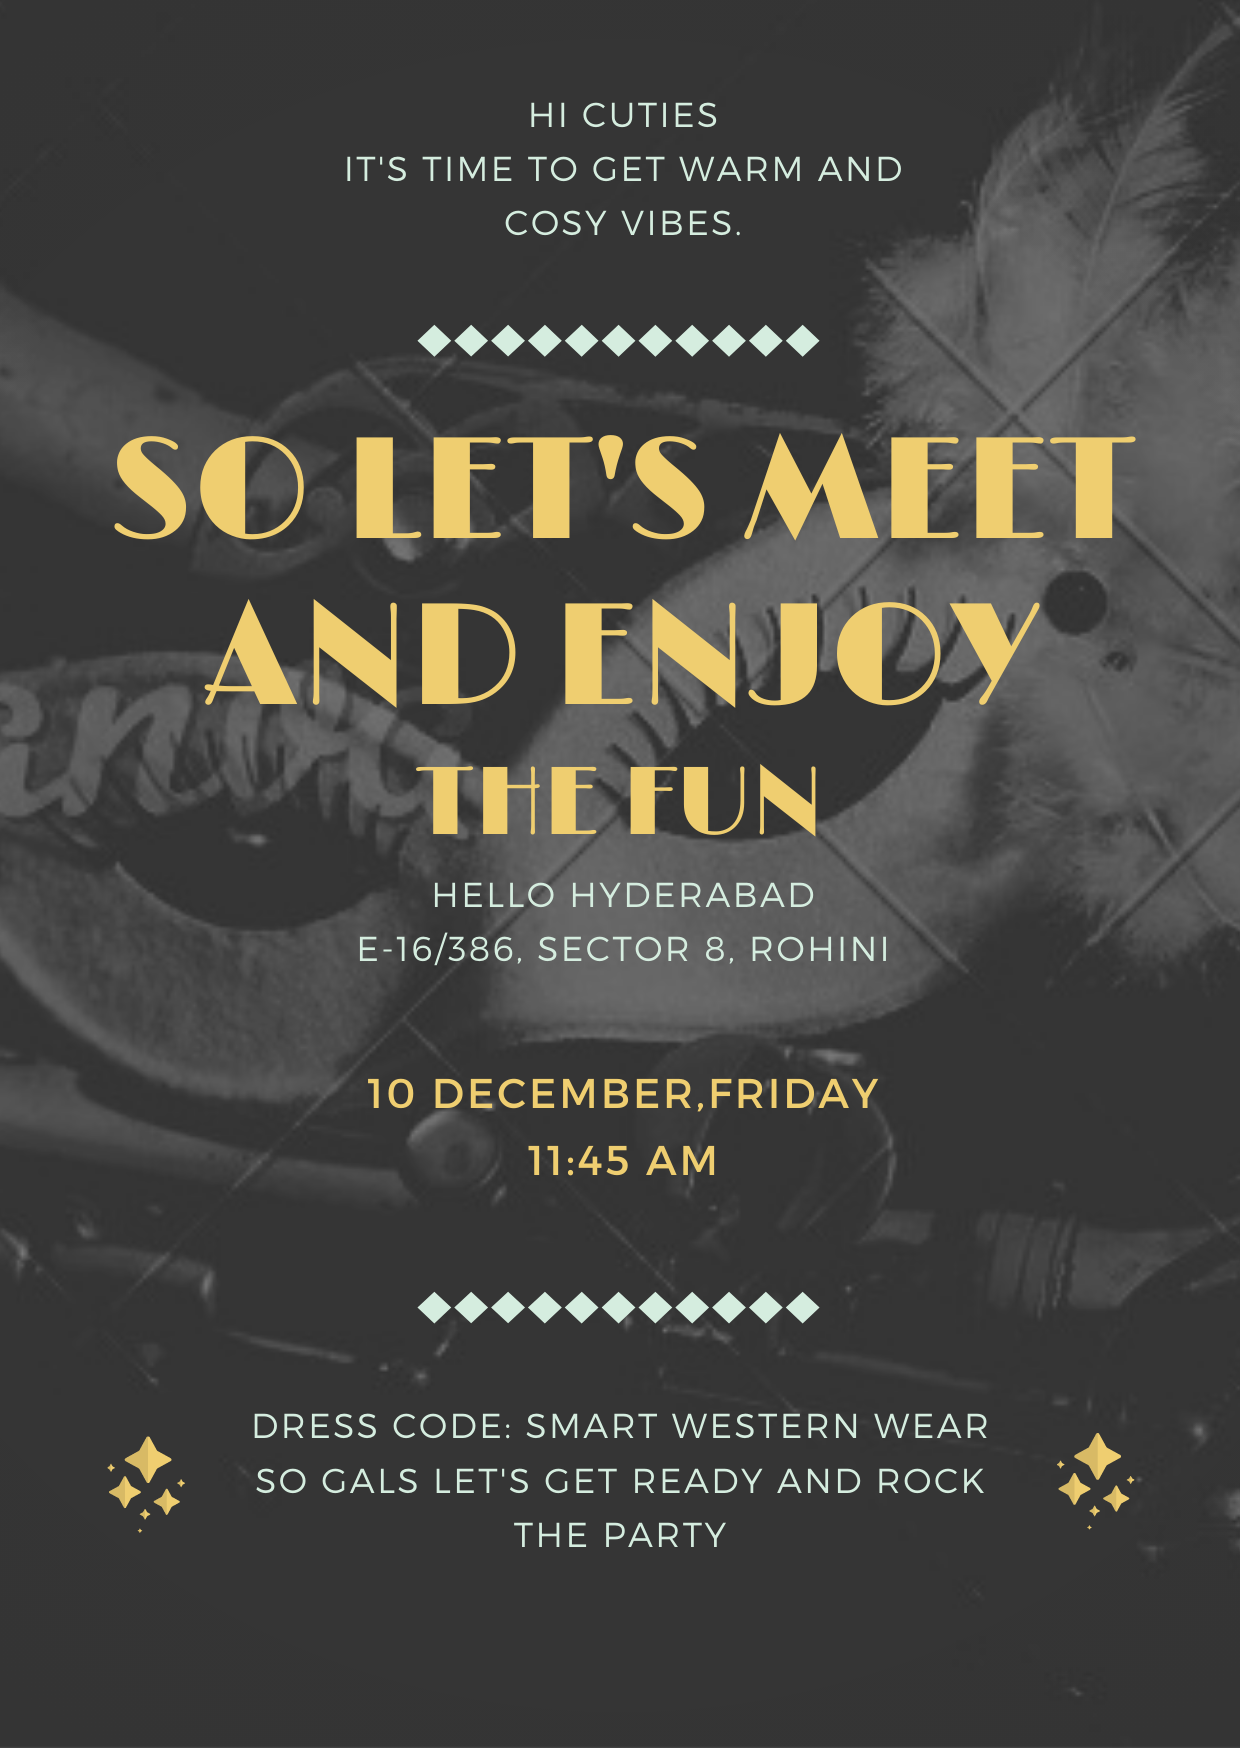 HI CUTIES
IT'S TIME TO GET WARM AND
COSY VIBES.
SO LET'S MEET
AND ENJOY
THE FUN
HELLO HYDERABAD
E-16/386, SECTOR 8, ROHINI
10 DECEMBER,FRIDAY
11:45 AM
DRESS CODE: SMART WESTERN WEAR
SO GALS LET'S GET READY AND ROCK
THE PARTY